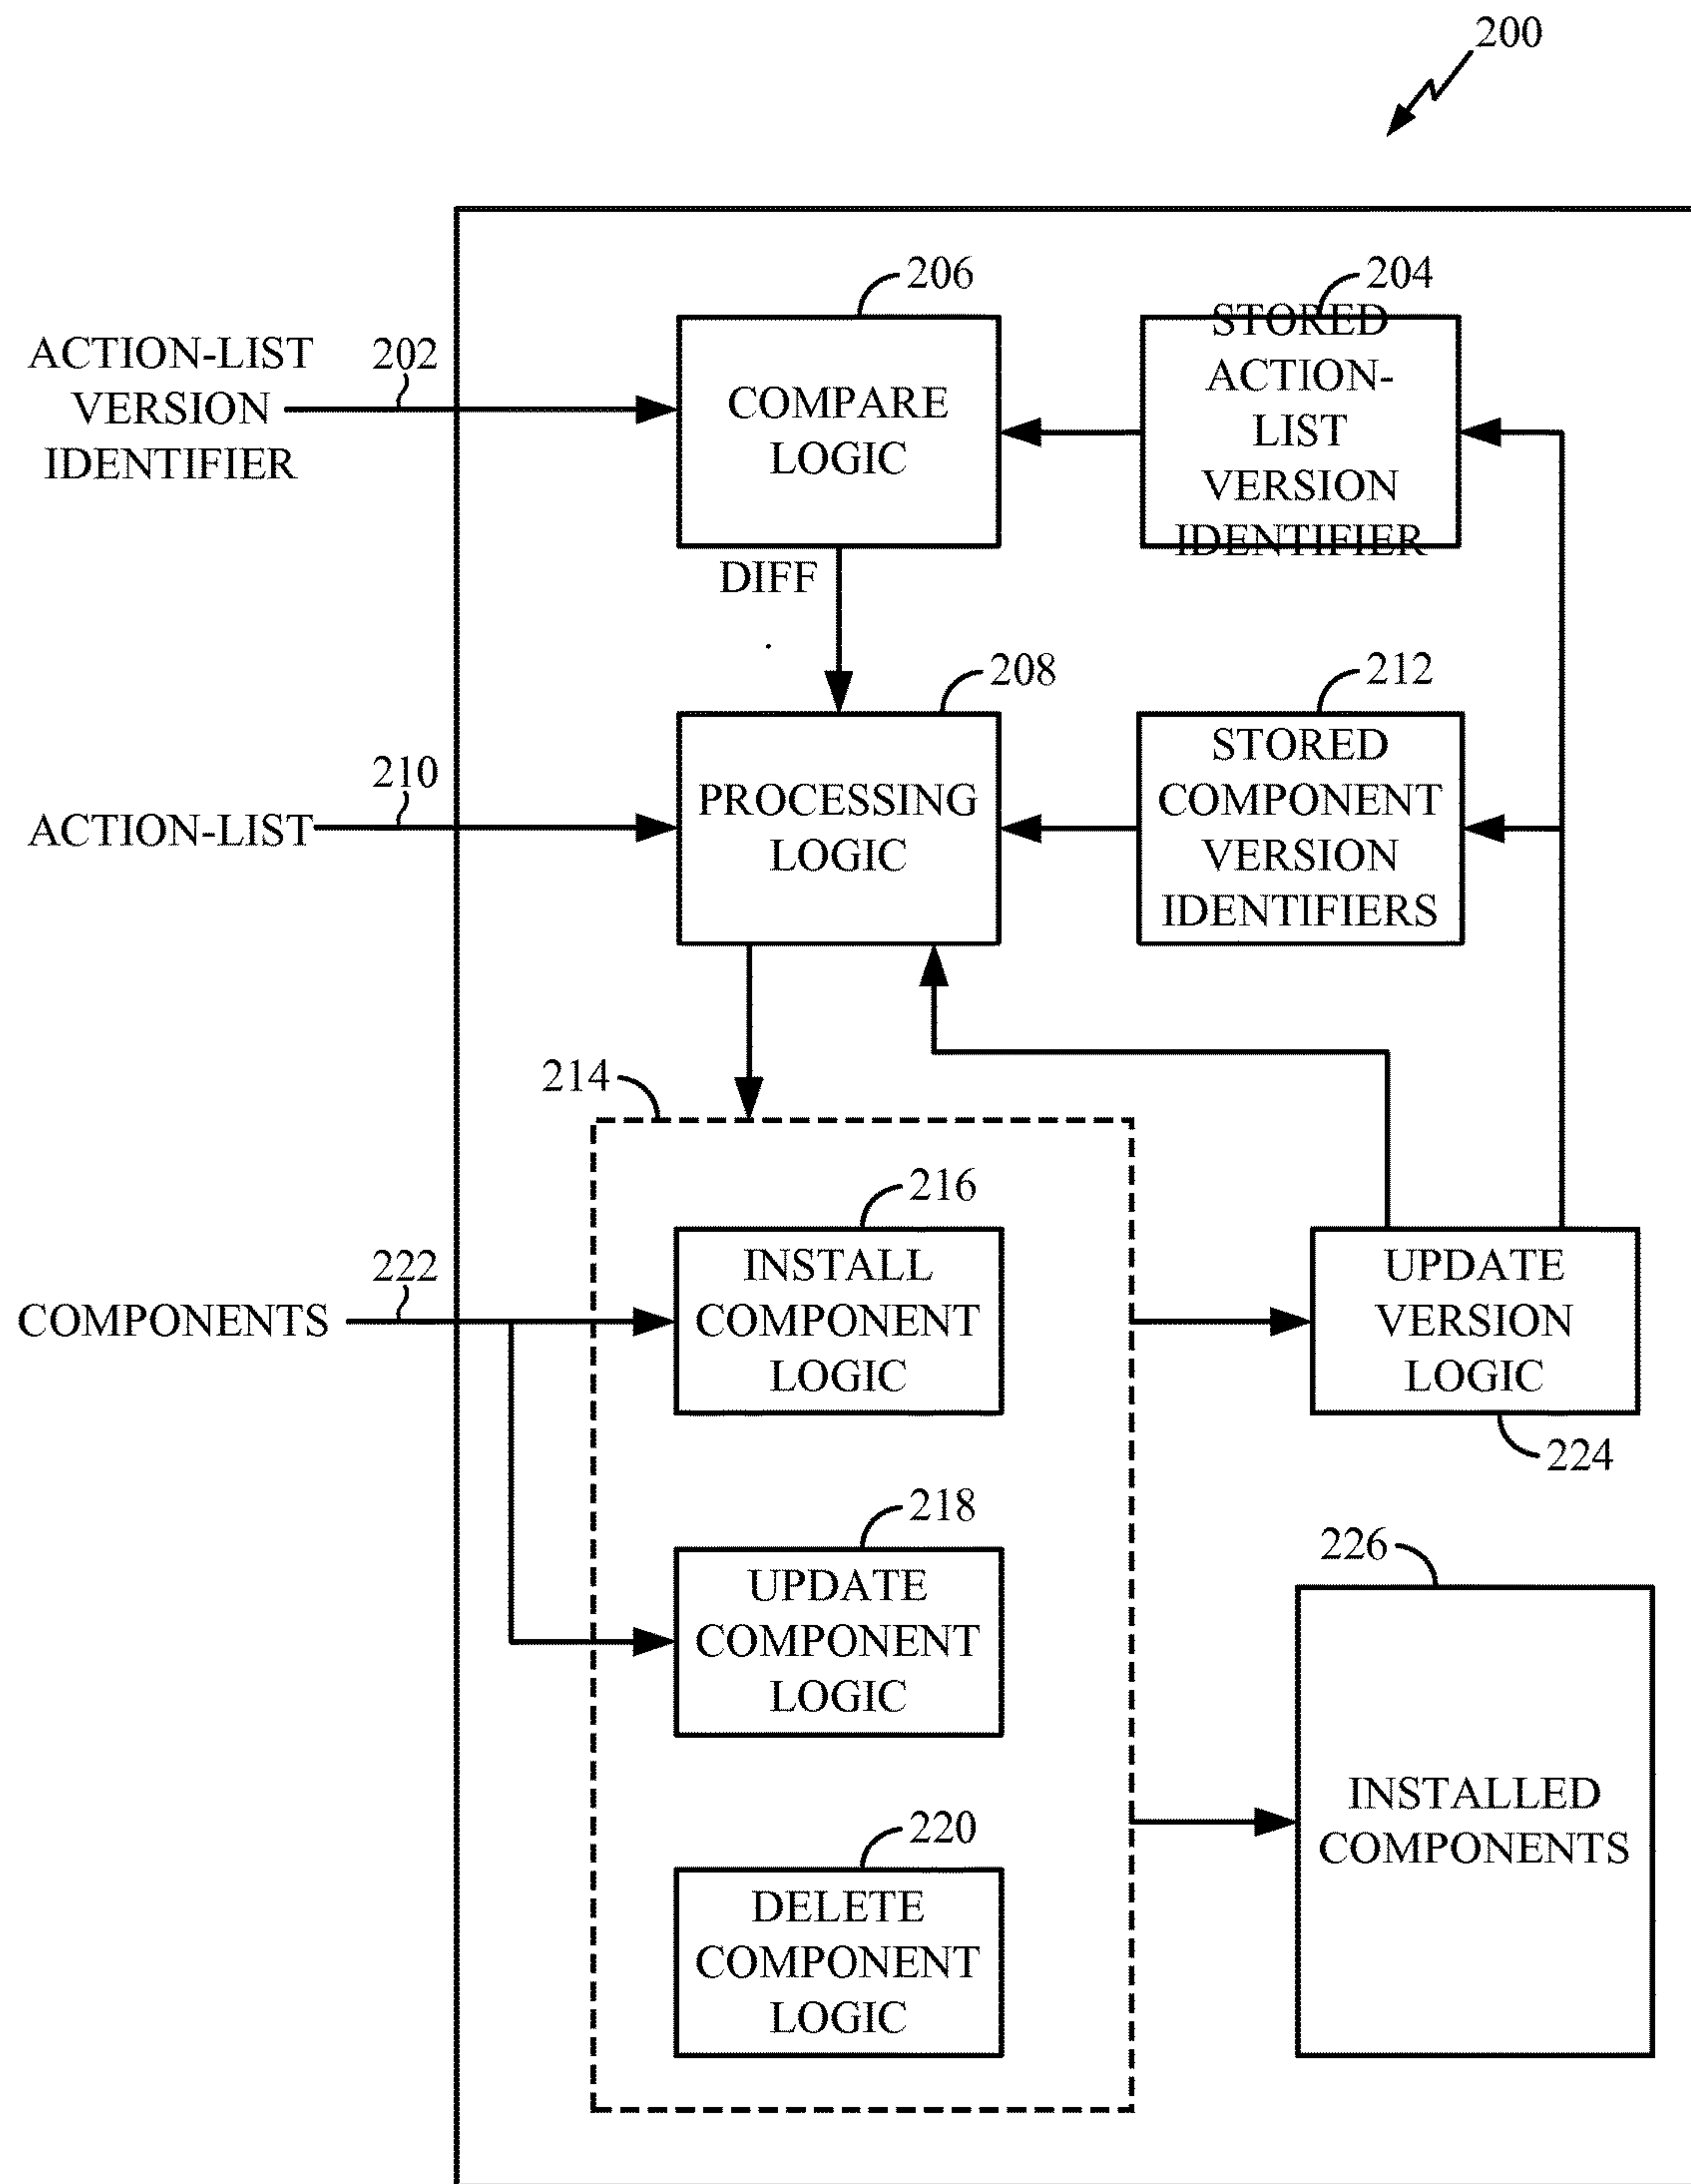 200
206
204
ACTION-LIST
VERSION
IDENTIFIER
202
COMPARE
LOGIC
STORED
ACTION-
LIST
VERSION
IDENTIFIER
DIFF
208
212
ACTION-LIST
210
PROCESSING
LOGIC
STORED
COMPONENT
VERSION
IDENTIFIERS
214
216
COMPONENTS
222
INSTALL
COMPONENT
LOGIC
UPDATE
VERSION
LOGIC
224
218
UPDATE
COMPONENT
LOGIC
226
INSTALLED
COMPONENTS
220
DELETE
COMPONENT
LOGIC